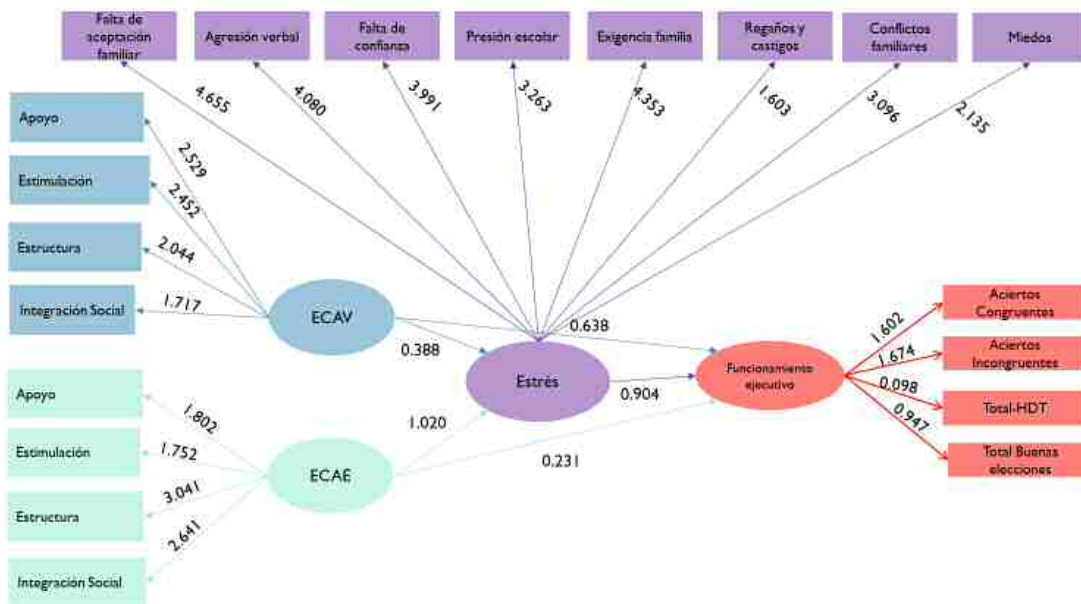 Falta de
aceptación
familiar
Agresión verbal
Falta de
confianza
Presión escolar
Exigencia familia
Regaños y
castigos
Conflictos
familiares
Miedos
4.655
4.080
3.991
3.263
4.353
1.603
3.096
2.135
Apoyo
Estimulación
Estructura
Integración Social
2.529
2.452
2.044
1.717
ECAV
0.388
0.638
Estrés
0.904
Funcionamiento
ejecutivo
1.602
1.674
0.098
0.947
Aciertos
Congruentes
Aciertos
Incongruentes
Total-HDT
Total Buenas
elecciones
Apoyo
Estimulación
Estructura
Integración Social
1.802
1.752
3.041
2.641
ECAE
1.020
0.231